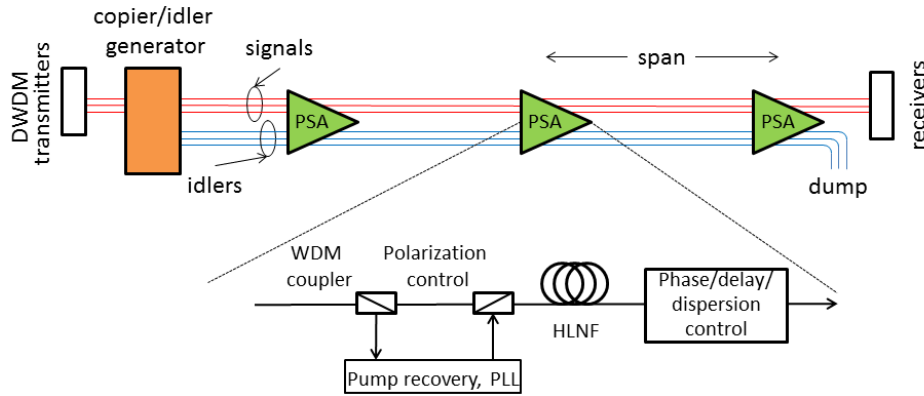 copier/idler
generator
signals
span
DWDM
transmitters
PSA
PSA
PSA
receivers
idlers
dump
WDM
coupler
Polarization
control
HLNF
Phase/delay/
dispersion
control
Pump recovery, PLL